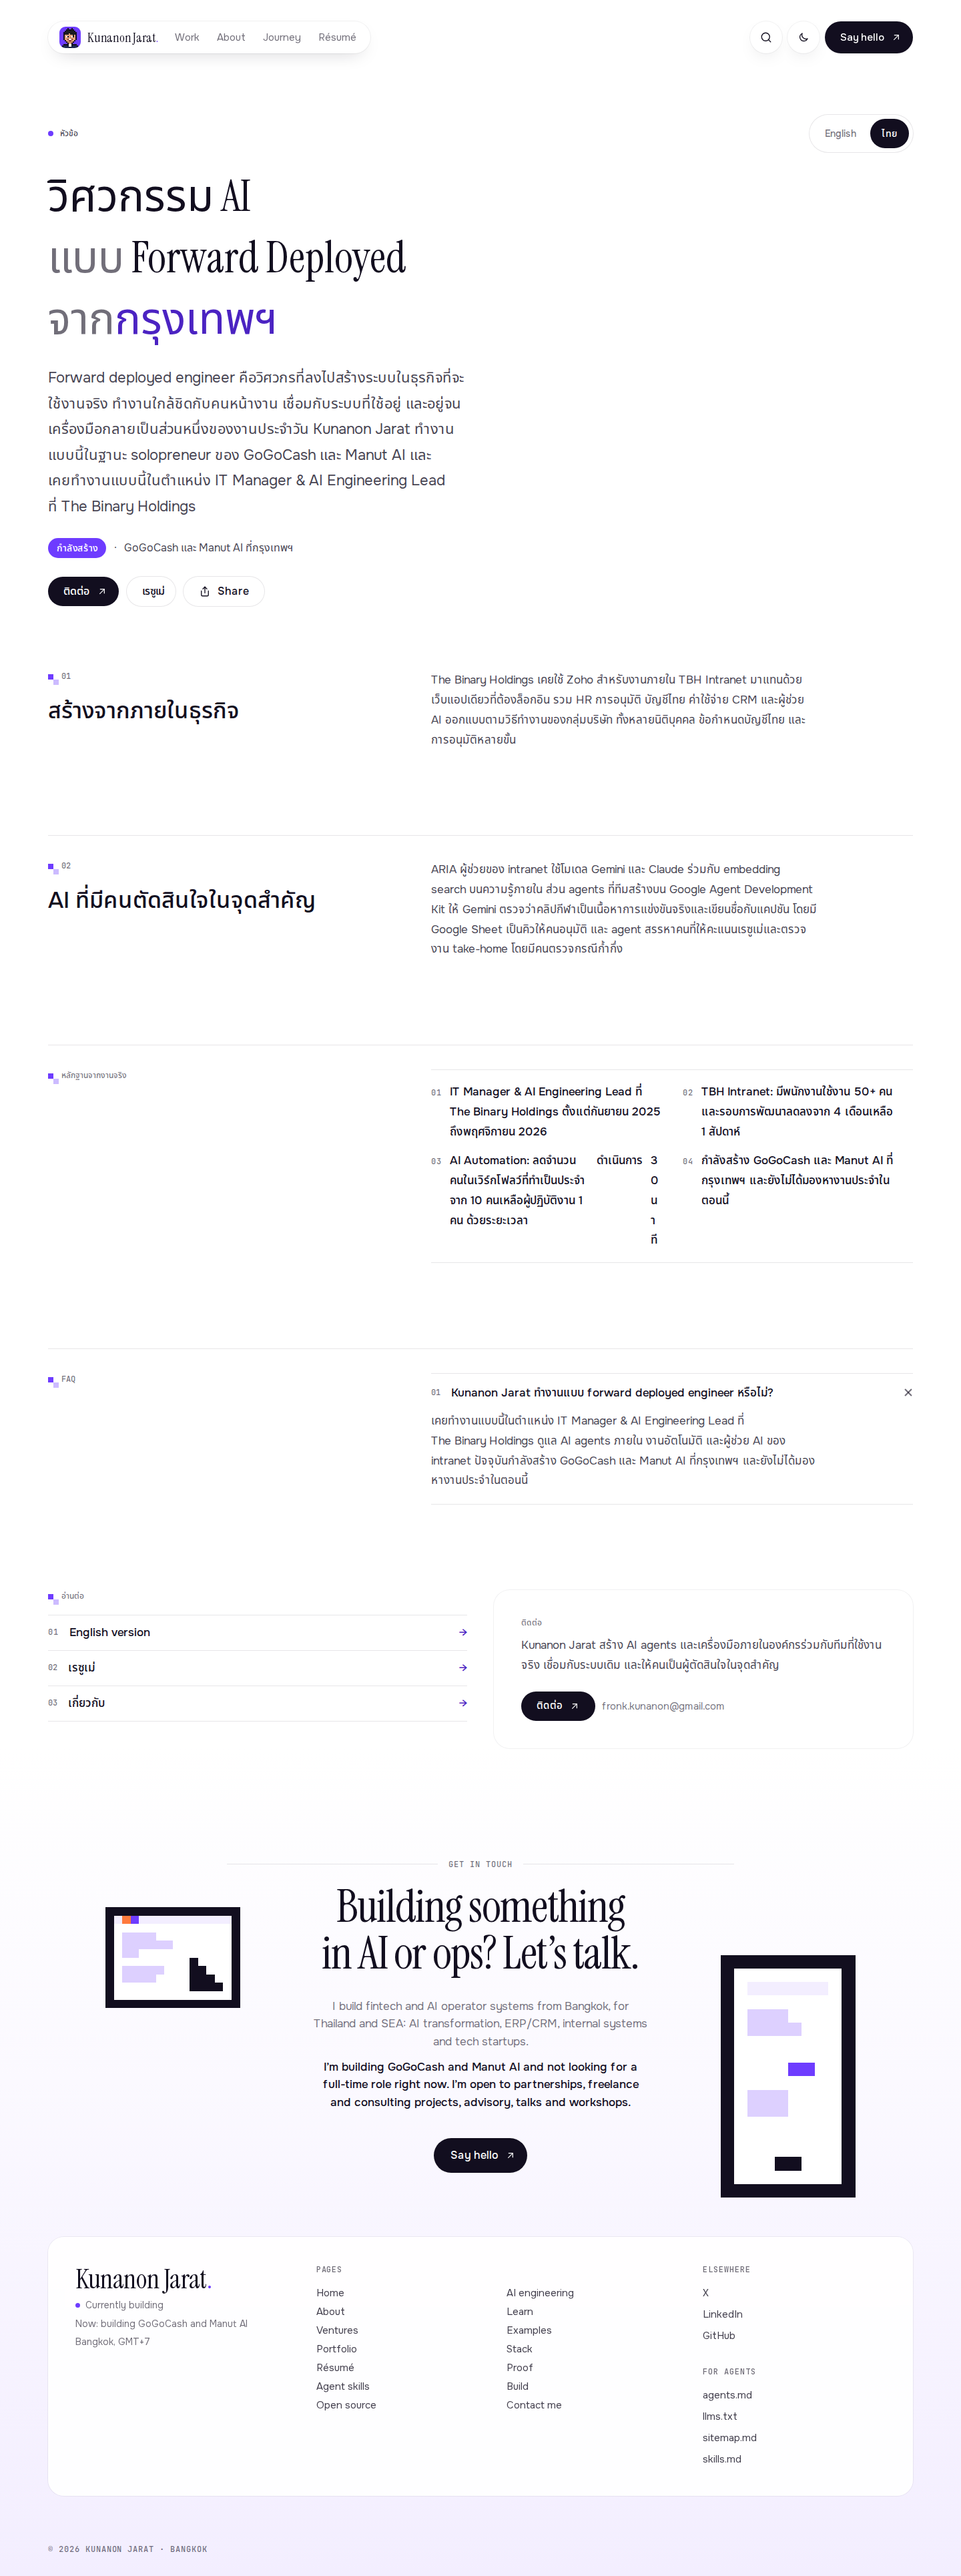 Kunanon Jarat.
Work
About
Journey
Résumé
Say hello
หัวข้อ
English
ไทย
วิศวกรรม AI
แบบ Forward Deployed
จากกรุงเทพฯ
Forward deployed engineer คือวิศวกรที่ลงไปสร้างระบบในธุรกิจที่จะ
ใช้งานจริง ทำงานใกล้ชิดกับคนหน้างาน เชื่อมกับระบบที่ใช้อยู่ และอยู่จน
เครื่องมือกลายเป็นส่วนหนึ่งของงานประจำวัน Kunanon Jarat ทำงาน
แบบนี้ในฐานะ solopreneur ของ GoGoCash และ Manut AI และ
เคยทำงานแบบนี้ในตำแหน่ง IT Manager & AI Engineering Lead
ที่ The Binary Holdings
กำลังสร้าง · GoGoCash และ Manut AI ที่กรุงเทพฯ
ติดต่อ
เรซูเม่
Share
01
สร้างจากภายในธุรกิจ
The Binary Holdings เคยใช้ Zoho สำหรับงานภายใน TBH Intranet มาแทนด้วย
เว็บแอปเดียวที่ต้องล็อกอิน รวม HR การอนุมัติ บัญชีไทย ค่าใช้จ่าย CRM และผู้ช่วย
AI ออกแบบตามวิธีทำงานของกลุ่มบริษัท ทั้งหลายนิติบุคคล ข้อกำหนดบัญชีไทย และ
การอนุมัติหลายขั้น
02
AI ที่มีคนตัดสินใจในจุดสำคัญ
ARIA ผู้ช่วยของ intranet ใช้โมเดล Gemini และ Claude ร่วมกับ embedding
search บนความรู้ภายใน ส่วน agents ที่ทีมสร้างบน Google Agent Development
Kit ให้ Gemini ตรวจว่าคลิปกีฬาเป็นเนื้อหาการแข่งขันจริงและเขียนชื่อกับแคปชัน โดยมี
Google Sheet เป็นคิวให้คนอนุมัติ และ agent สรรหาคนที่ให้คะแนนเรซูเม่และตรวจ
งาน take-home โดยมีคนตรวจกรณีก้ำกึ่ง
หลักฐานจากงานจริง
01 IT Manager & AI Engineering Lead ที่
The Binary Holdings ตั้งแต่กันยายน 2025
ถึงพฤศจิกายน 2026
02 TBH Intranet: มีพนักงานใช้งาน 50+ คน
และรอบการพัฒนาลดลงจาก 4 เดือนเหลือ
1 สัปดาห์
03 AI Automation: ลดจำนวน
คนในเวิร์กโฟลว์ที่ทำเป็นประจำ
จาก 10 คนเหลือผู้ปฏิบัติงาน 1
คน ด้วยระยะเวลา
ดำเนินการ
3
0
น
า
ที
04 กำลังสร้าง GoGoCash และ Manut AI ที่
กรุงเทพฯ และยังไม่ได้มองหางานประจำใน
ตอนนี้
FAQ
01 Kunanon Jarat ทำงานแบบ forward deployed engineer หรือไม่?
เคยทำงานแบบนี้ในตำแหน่ง IT Manager & AI Engineering Lead ที่
The Binary Holdings ดูแล AI agents ภายใน งานอัตโนมัติ และผู้ช่วย AI ของ
intranet ปัจจุบันกำลังสร้าง GoGoCash และ Manut AI ที่กรุงเทพฯ และยังไม่ได้มอง
หางานประจำในตอนนี้
อ่านต่อ
01 English version
02 เรซูเม่
03 เกี่ยวกับ
ติดต่อ
Kunanon Jarat สร้าง AI agents และเครื่องมือภายในองค์กรร่วมกับทีมที่ใช้งาน
จริง เชื่อมกับระบบเดิม และให้คนเป็นผู้ตัดสินใจในจุดสำคัญ
ติดต่อ
fronk.kunanon@gmail.com
GET IN TOUCH
Building something
in AI or ops? Let’s talk.
I build fintech and AI operator systems from Bangkok, for
Thailand and SEA: AI transformation, ERP/CRM, internal systems
and tech startups.
I’m building GoGoCash and Manut AI and not looking for a
full-time role right now. I’m open to partnerships, freelance
and consulting projects, advisory, talks and workshops.
Say hello
Kunanon Jarat.
Currently building
Now: building GoGoCash and Manut AI
Bangkok, GMT+7
PAGES
Home
About
Ventures
Portfolio
Résumé
Agent skills
Open source
AI engineering
Learn
Examples
Stack
Proof
Build
Contact me
ELSEWHERE
X
LinkedIn
GitHub
FOR AGENTS
agents.md
llms.txt
sitemap.md
skills.md
© 2026 KUNANON JARAT · BANGKOK